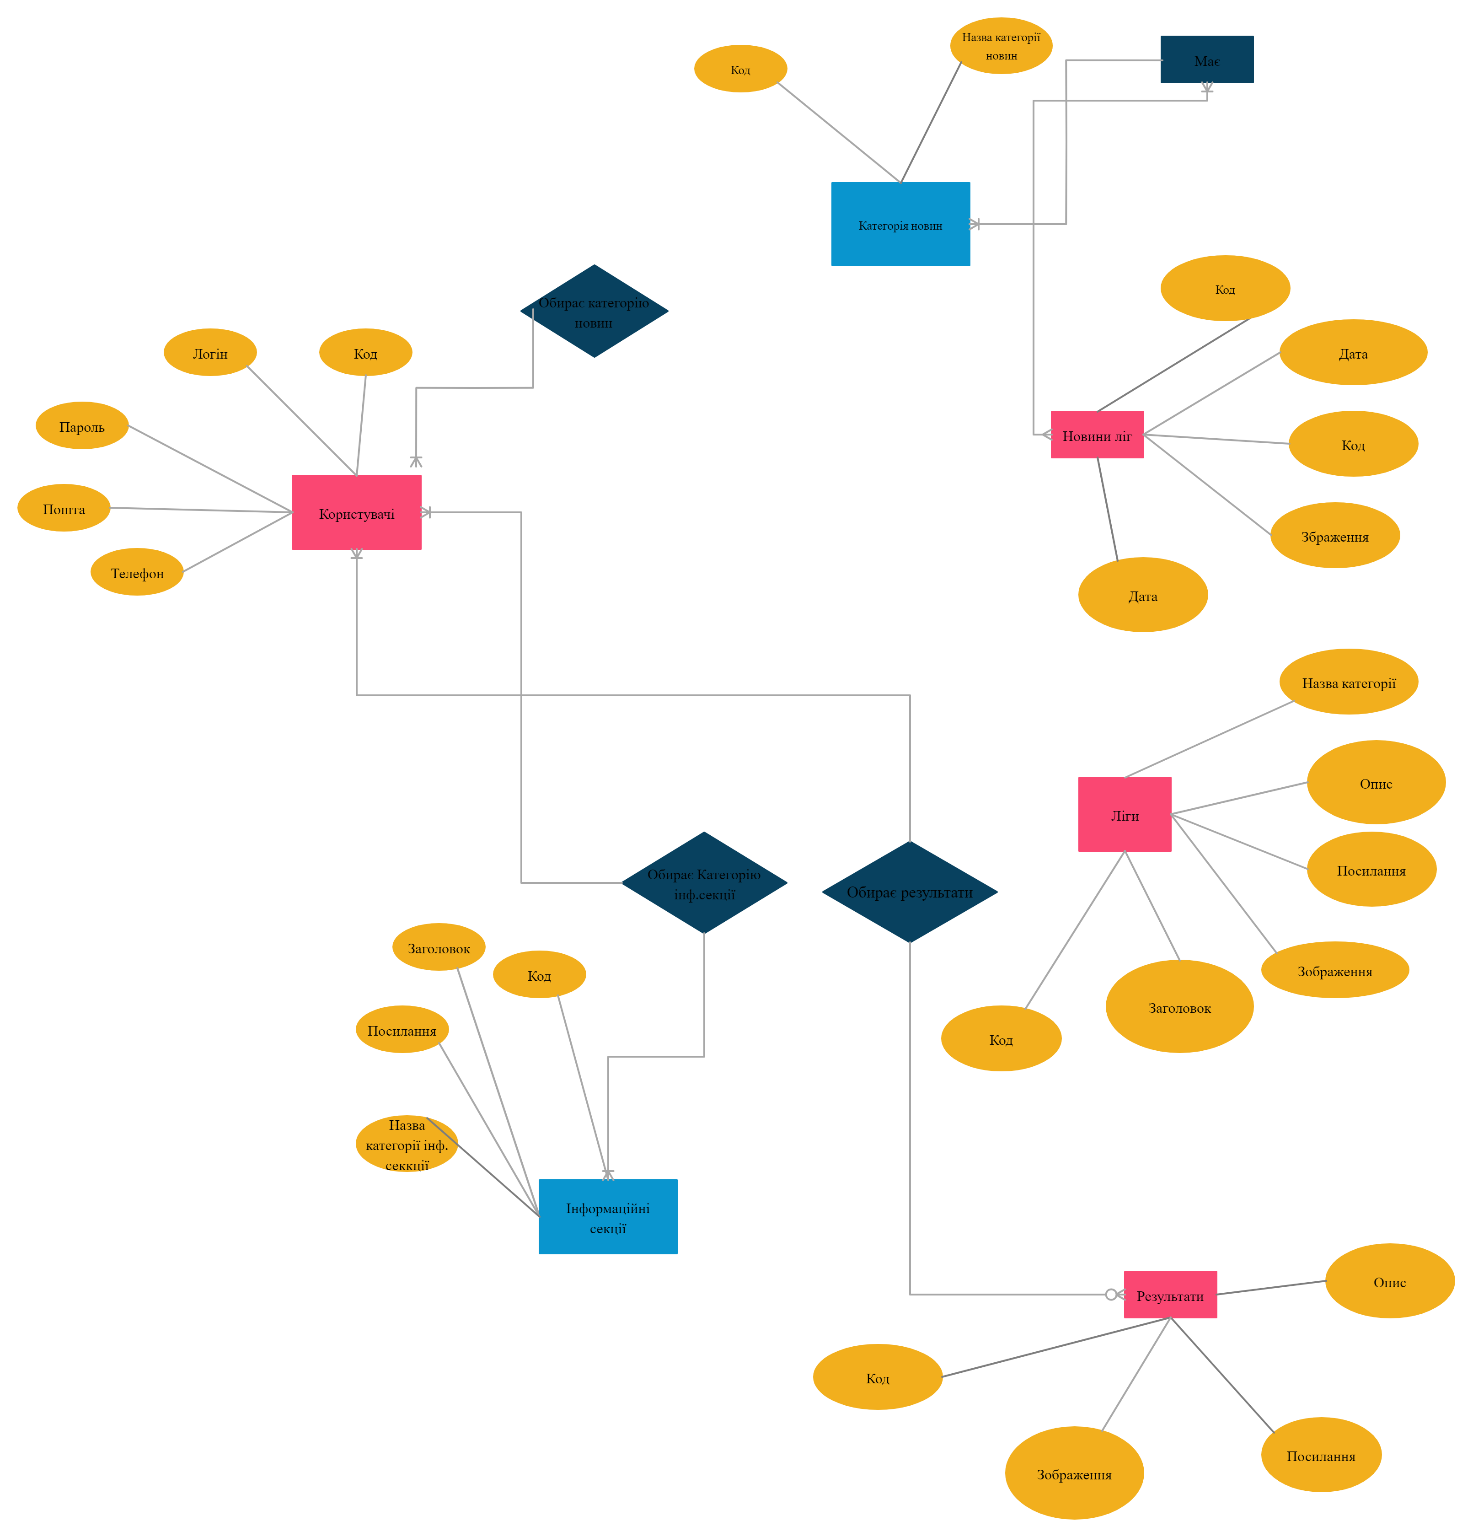 Назва категорії
новин
Код
Має
Категорія новин
Обирає категорію
новин
Код
Логін
Код
Дата
Пароль
Новини ліг
Код
Пошта
Користувачі
Збраження
Телефон
Дата
Назва категорії
Опис
Ліги
Посилання
Обирає Категорію
інф.секції
Обирає результати
Заголовок
Код
Зображення
Заголовок
Посилання
Код
Назва
категорії інф.
секкції
Інформаційні
секції
Опис
Результати
Код
Посилання
Зображення